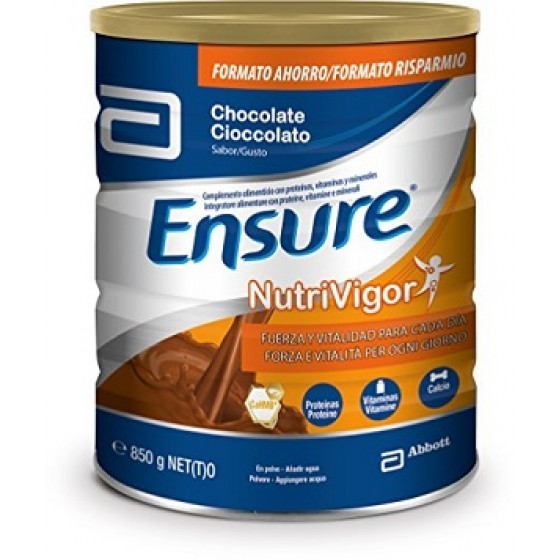 FORMATO AHORRO/FORMATO RISPARMIO
Chocolate
Cioccolato
Sabor/Gusto
Complemento alimenticio con proteínas, vitaminas y minerales
Integratore alimentare con proteine, vitamine e minerali
Ensure®
NutriVigor
FUERZA Y VITALIDAD PARA CADA DÍA
FORZA E VITALITÀ PER OGNI GIORNO
CaHMB
Proteínas
Proteine
Vitaminas
Vitamine
Calcio
℮ 850 g NET(T)O
En polvo - Añadir agua
Polvere - Aggiungere acqua
Abbott